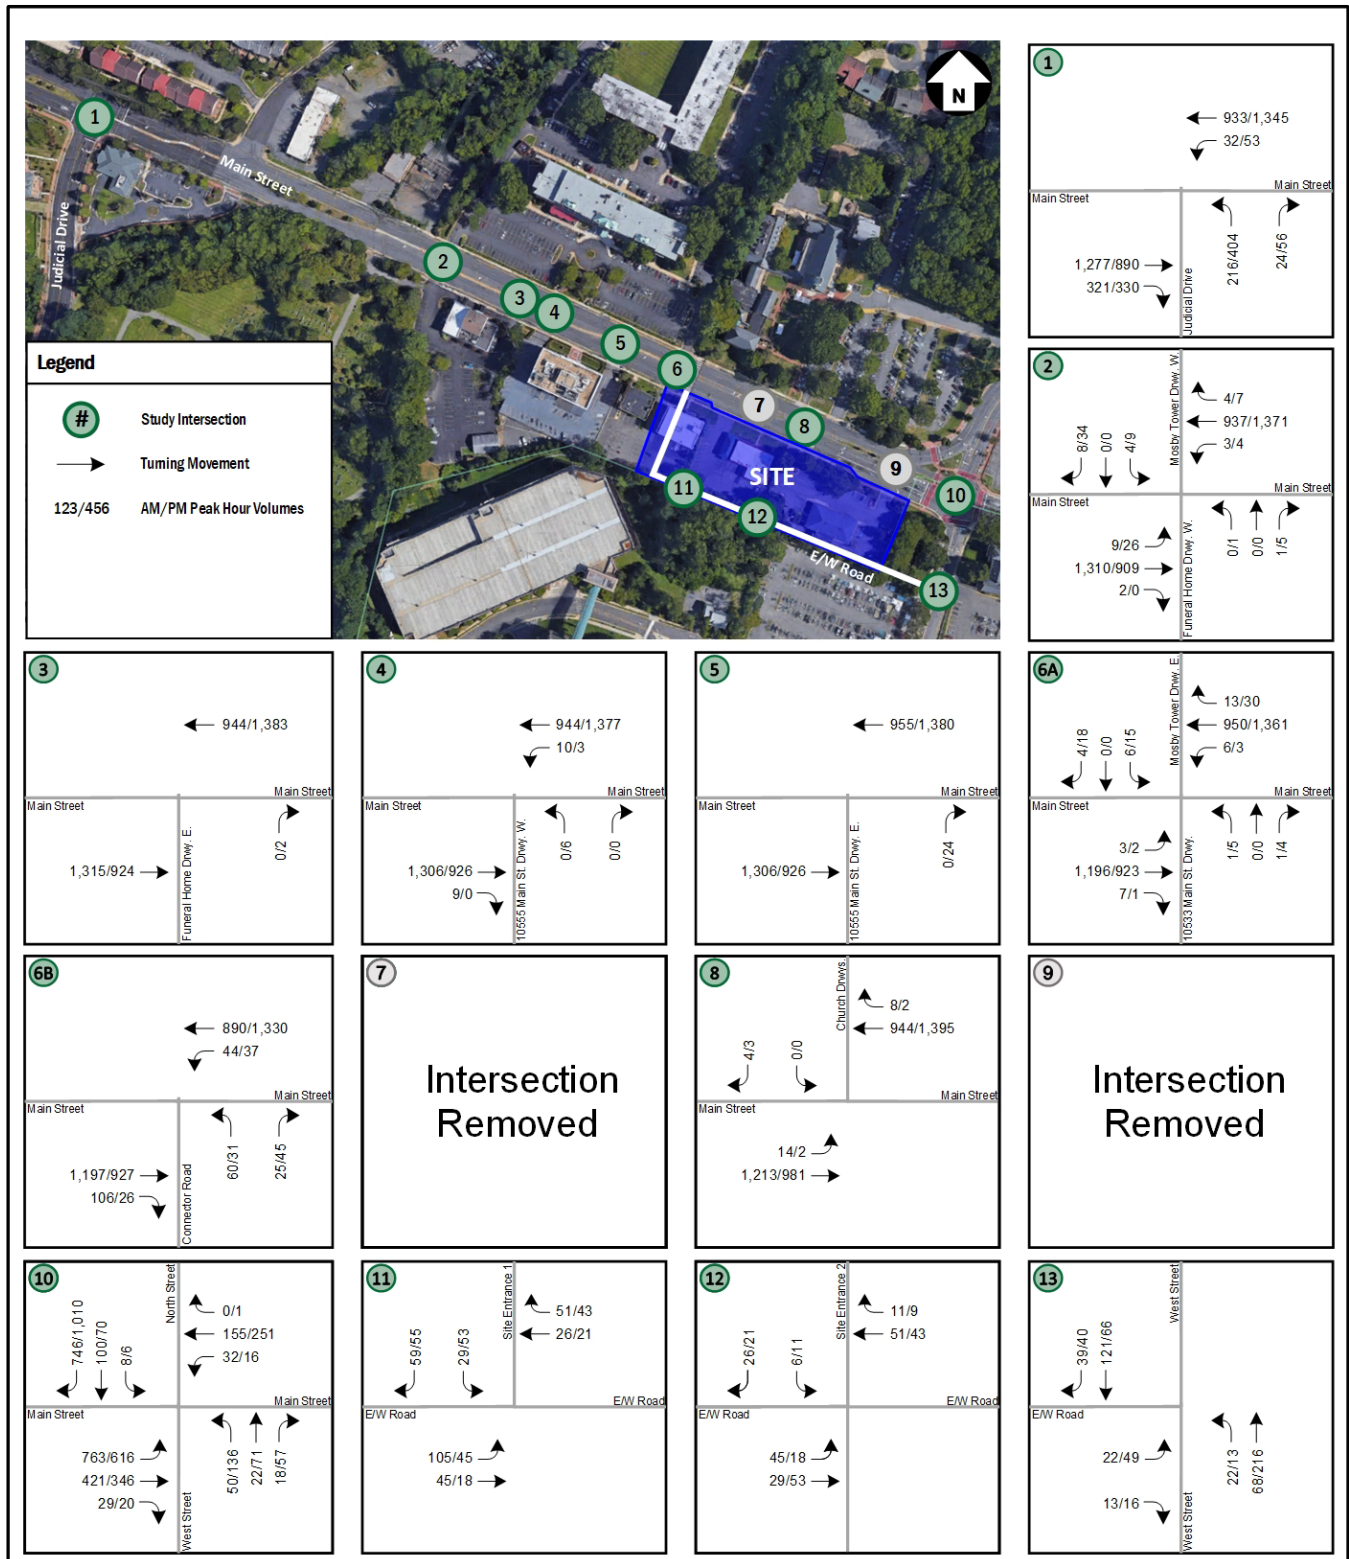 N
1
Main Street
Judicial Drive
2
3
4
5
6
7
8
9
10
SITE
11
12
E/W Road
13
Legend
#
Study Intersection
Turning Movement
123/456
AM/PM Peak Hour Volumes
1
933/1,345
32/53
Main Street
Main Street
1,277/890
321/330
Judicial Drive
216/404
24/56
2
Mosby Tower Drwy. W.
8/34
0/0
4/9
4/7
937/1,371
3/4
Main Street
Main Street
9/26
1,310/909
2/0
Funeral Home Drwy. W.
0/1
0/0
1/5
3
944/1,383
Main Street
Main Street
1,315/924
Funeral Home Drwy. E.
0/2
4
944/1,377
10/3
Main Street
Main Street
1,306/926
9/0
10555 Main St. Drwy. W.
0/6
0/0
5
955/1,380
Main Street
Main Street
1,306/926
10555 Main St. Drwy. E.
0/24
6A
Mosby Tower Drwy. E.
4/18
0/0
6/15
13/30
950/1,361
6/3
Main Street
Main Street
3/2
1,196/923
7/1
10533 Main St. Drwy.
1/5
0/0
1/4
6B
890/1,330
44/37
Main Street
Main Street
1,197/927
106/26
Connector Road
60/31
25/45
7
Intersection
Removed
8
Church Drwys.
4/3
0/0
8/2
944/1,395
Main Street
Main Street
14/2
1,213/981
9
Intersection
Removed
10
North Street
746/1,010
100/70
8/6
0/1
155/251
32/16
Main Street
Main Street
763/616
421/346
29/20
West Street
50/136
22/71
18/57
11
Site Entrance 1
59/55
29/53
51/43
26/21
E/W Road
E/W Road
105/45
45/18
12
Site Entrance 2
26/21
6/11
11/9
51/43
E/W Road
E/W Road
45/18
29/53
13
West Street
39/40
121/66
E/W Road
22/49
13/16
West Street
22/13
68/216